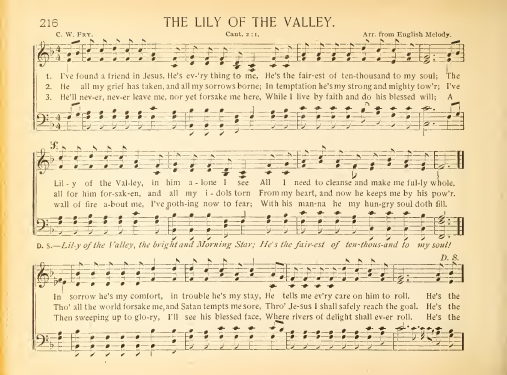 216
THE LILY OF THE VALLEY.
C. W. FRY.
Cant. 2:1.
Arr. from English Melody.
1. I've found a friend in Jesus, He's ev-'ry thing to me, He's the fair-est of ten-thousand to my soul; The
2. He all my grief has taken, and all my sorrows borne; In temptation he's my strong and mighty tow'r; I've
3. He'll nev-er, nev-er leave me, nor yet forsake me here, While I live by faith and do his blessed will; A
Lil-y of the Val-ley, in him a-lone I see All I need to cleanse and make me ful-ly whole.
all for him for-sak-en, and all my i-dols torn From my heart, and now he keeps me by his pow'r.
wall of fire a-bout me, I've noth-ing now to fear; With his man-na he my hun-gry soul doth fill.
D. S.—Lil-y of the Valley, the bright and Morning Star; He's the fair-est of ten-thous-and to my soul!
D. S.
In sorrow he's my comfort, in trouble he's my stay, He tells me ev'ry care on him to roll. He's the
Tho' all the world forsake me, and Satan tempts me sore, Thro' Je-sus I shall safely reach the goal. He's the
Then sweeping up to glo-ry, I'll see his blessed face, Where rivers of delight shall ev-er roll. He's the